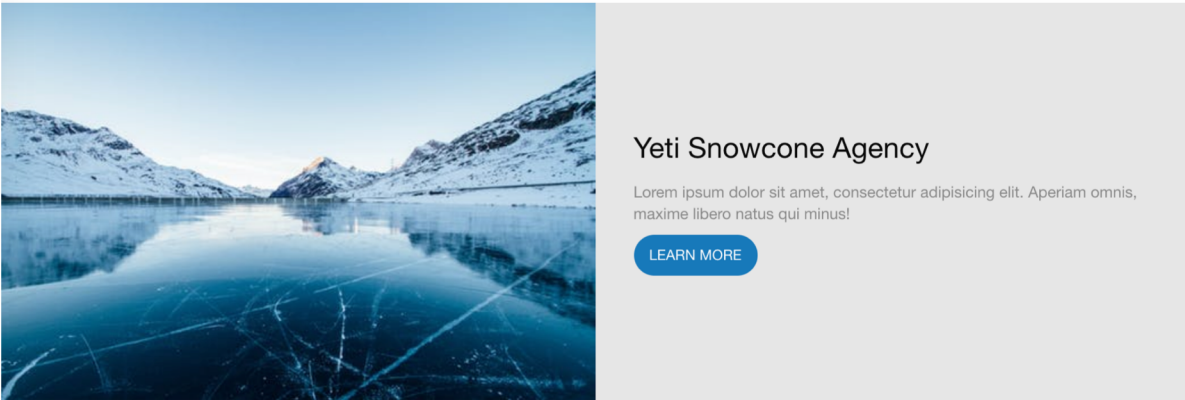 Yeti Snowcone Agency
Lorem ipsum dolor sit amet, consectetur adipisicing elit. Aperiam omnis,
maxime libero natus qui minus!
LEARN MORE